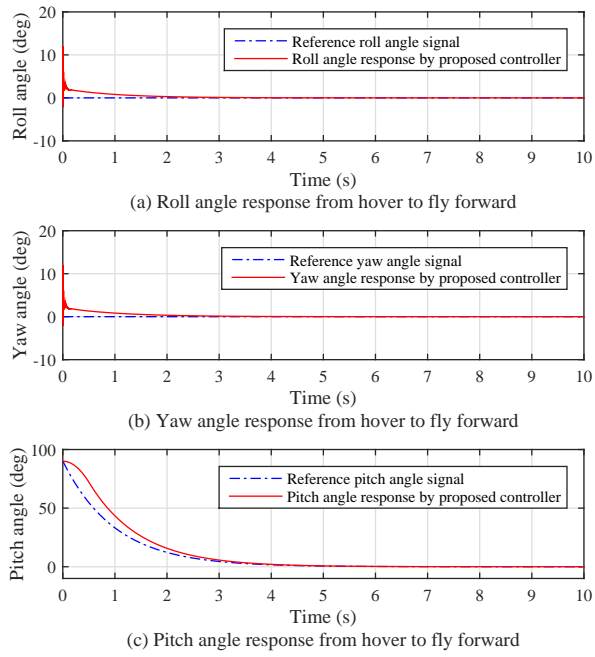 20
10
0
-10
Roll angle (deg)
Reference roll angle signal
Roll angle response by proposed controller
0 1 2 3 4 5 6 7 8 9 10
Time (s)
(a) Roll angle response from hover to fly forward
20
10
0
-10
Yaw angle (deg)
Reference yaw angle signal
Yaw angle response by proposed controller
0 1 2 3 4 5 6 7 8 9 10
Time (s)
(b) Yaw angle response from hover to fly forward
100
50
0
Pitch angle (deg)
Reference pitch angle signal
Pitch angle response by proposed controller
0 1 2 3 4 5 6 7 8 9 10
Time (s)
(c) Pitch angle response from hover to fly forward